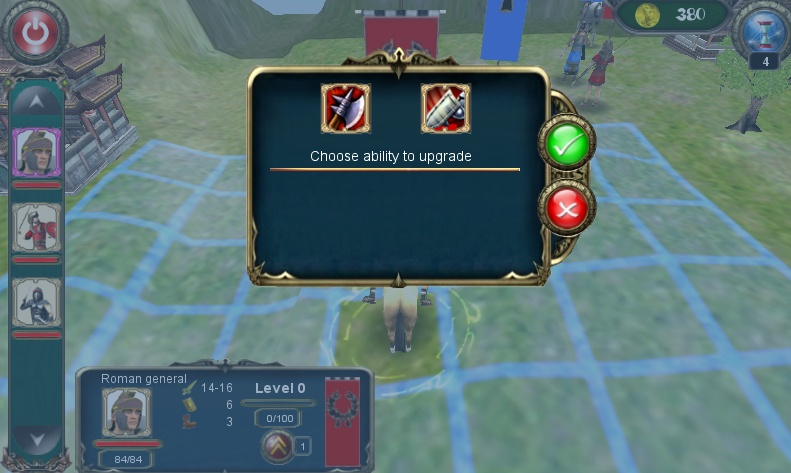 380
4
Choose ability to upgrade
Roman general
14-16
Level 0
6
0/100
3
1
84/84